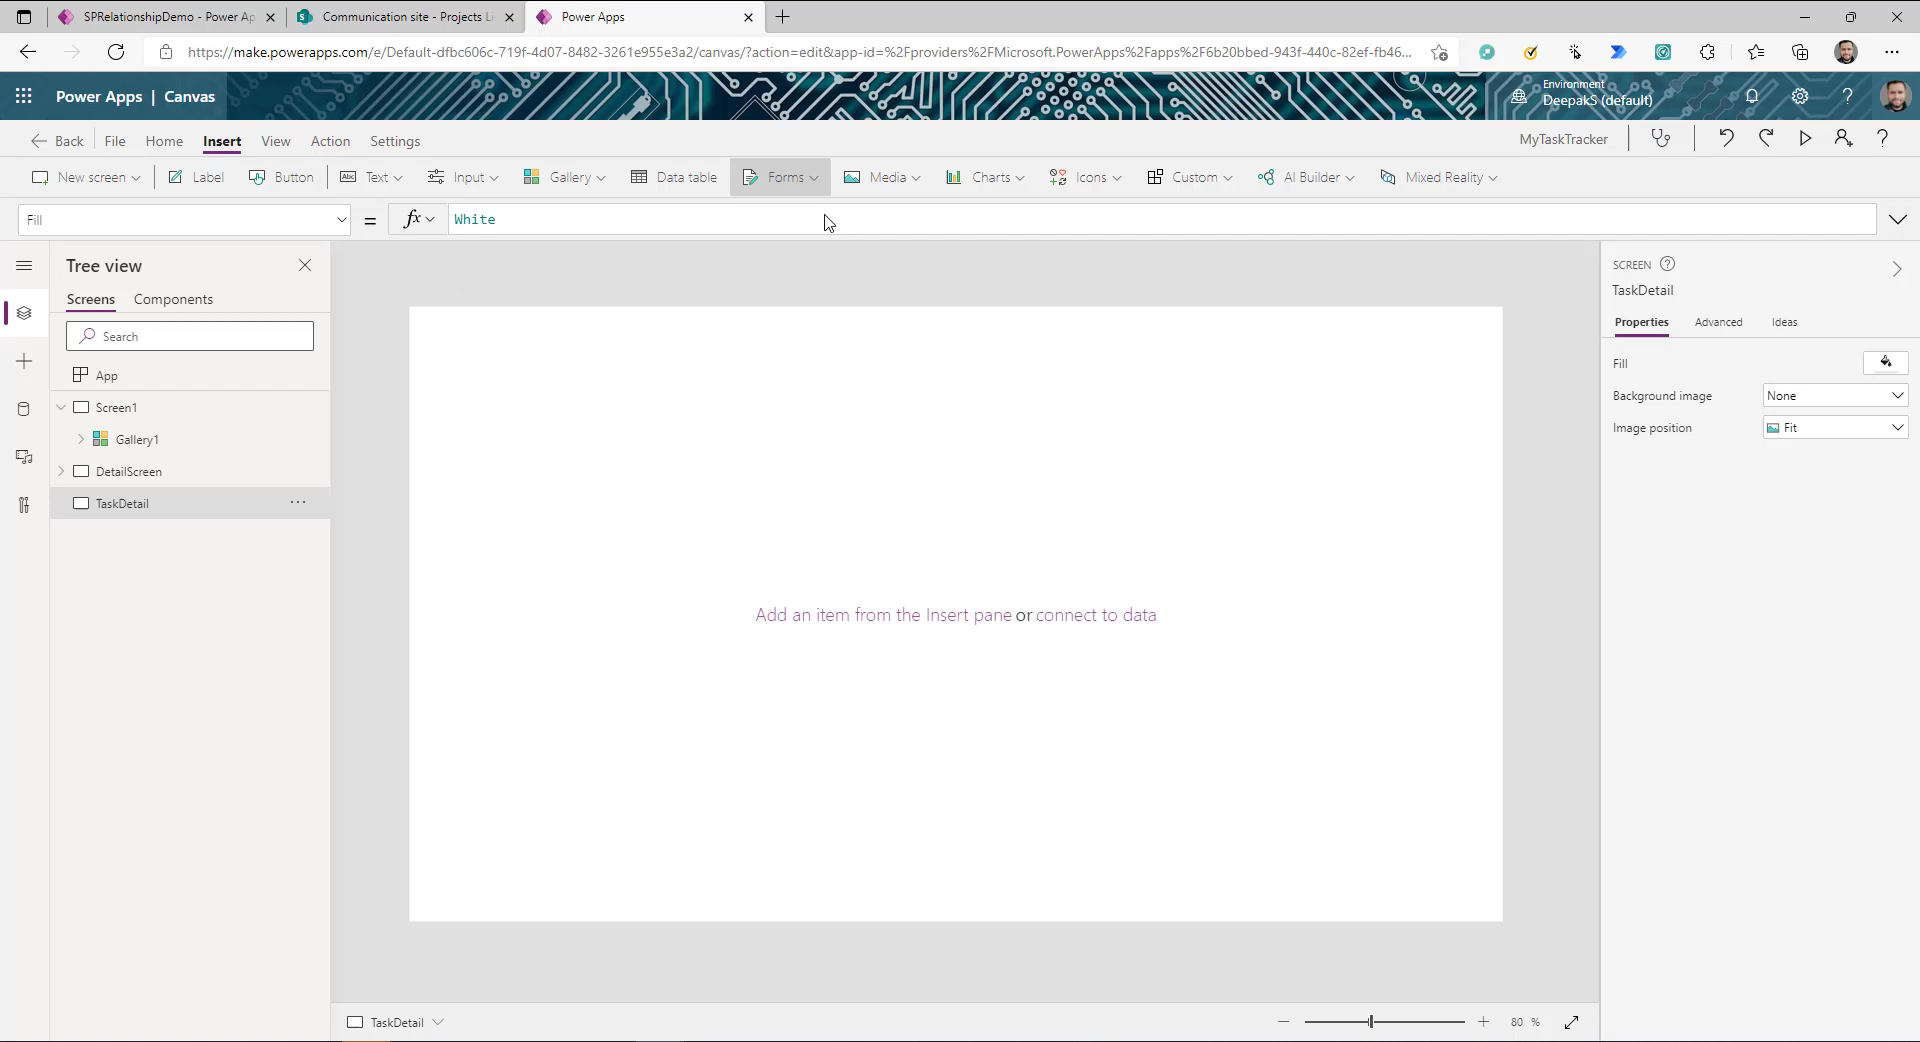 SPRelationshipDemo - Power Ap
Communication site - Projects Li
Power Apps
https://make.powerapps.com/e/Default-dfbc606c-719f-4d07-8482-3261e955e3a2/canvas/?action=edit&app-id=%2Fproviders%2FMicrosoft.PowerApps%2Fapps%2F6b20bbed-943f-440c-82ef-fb46...
Power Apps | Canvas
Environment
DeepakS (default)
Back File Home Insert View Action Settings
MyTaskTracker
New screen Label Button Text Input Gallery Data table Forms Media Charts Icons Custom AI Builder Mixed Reality
Fill = fx White
Tree view
Screens Components
Search
App
Screen1
Gallery1
DetailScreen
TaskDetail ...
Add an item from the Insert pane or connect to data
SCREEN
TaskDetail
Properties Advanced Ideas
Fill
Background image None
Image position Fit
TaskDetail
80 %